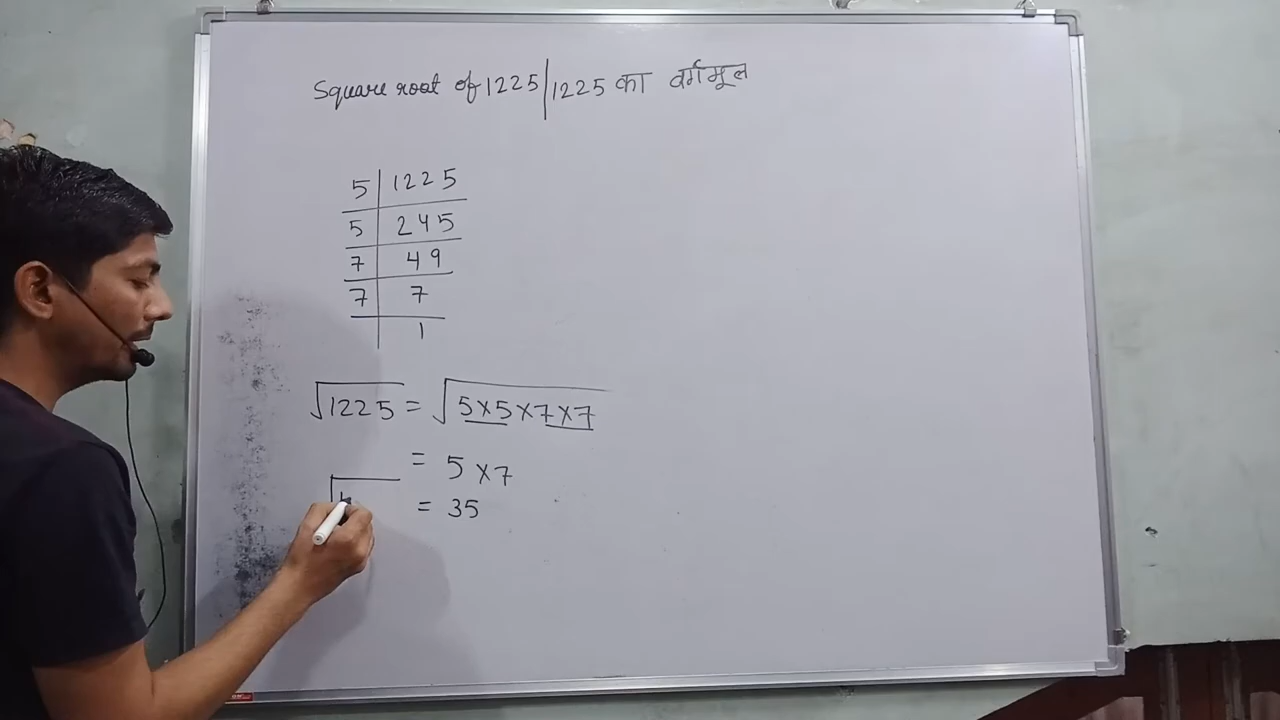 Square root of 1225 | 1225 का वर्गमूल
5 | 1225
5 | 245
7 | 49
7 | 7
1
√1225 = √5×5×7×7
= 5×7
√1 = 35